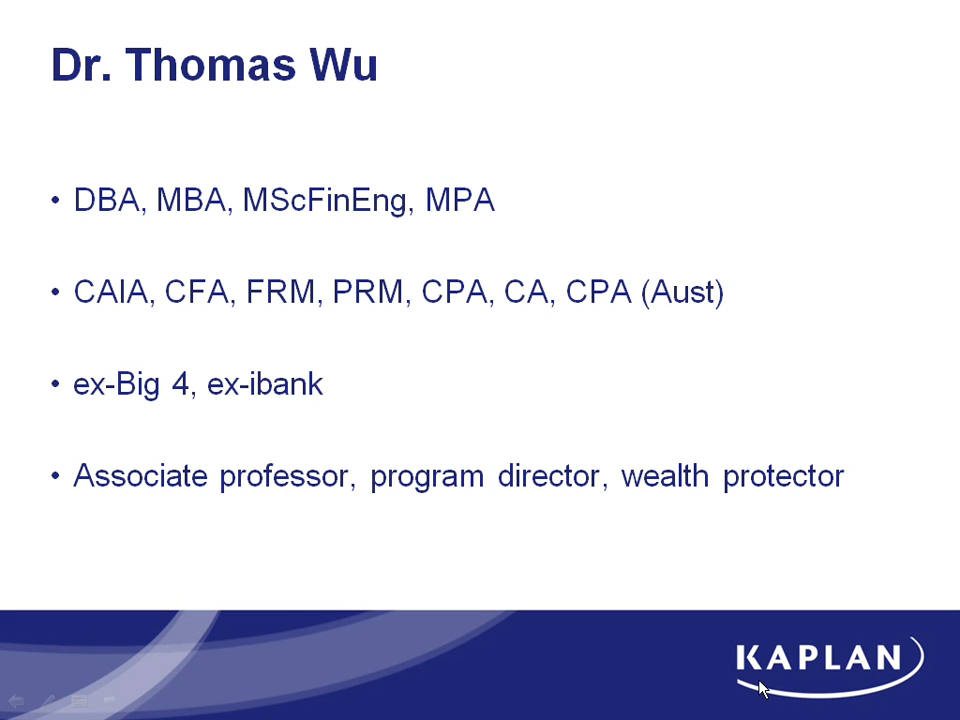 Dr. Thomas Wu
• DBA, MBA, MScFinEng, MPA
• CAIA, CFA, FRM, PRM, CPA, CA, CPA (Aust)
• ex-Big 4, ex-ibank
• Associate professor, program director, wealth protector
KAPLAN